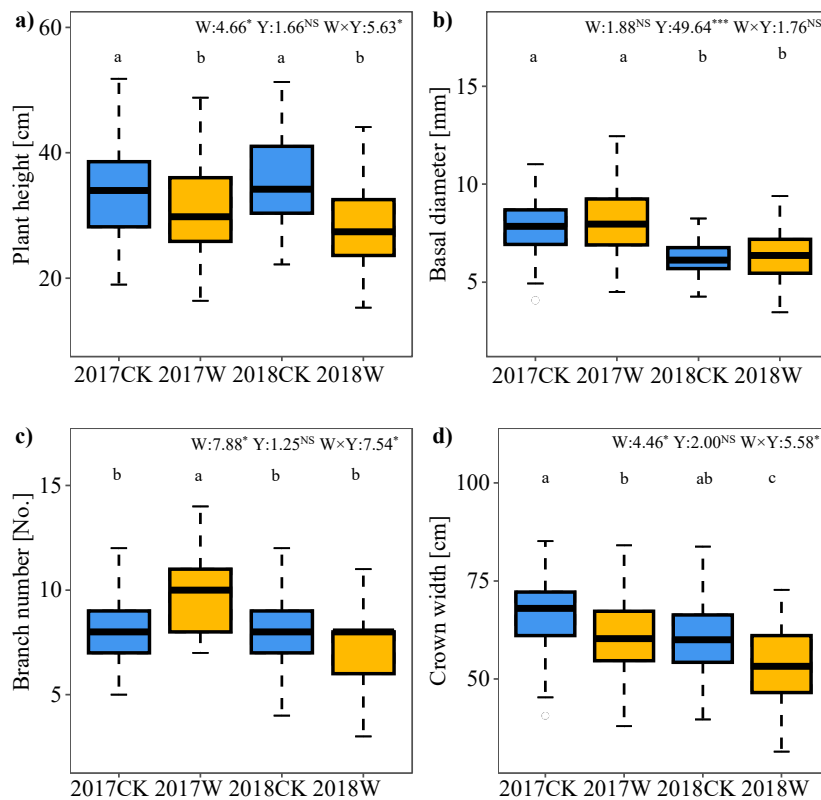 a)
W:4.66* Y:1.66NS W×Y:5.63*
a b a b
60
40
20
Plant height [cm]
2017CK 2017W 2018CK 2018W
b)
W:1.88NS Y:49.64*** W×Y:1.76NS
a a b b
15
10
5
Basal diameter [mm]
2017CK 2017W 2018CK 2018W
c)
W:7.88* Y:1.25NS W×Y:7.54*
b a b b
15
10
5
Branch number [No.]
2017CK 2017W 2018CK 2018W
d)
W:4.46* Y:2.00NS W×Y:5.58*
a b ab c
100
75
50
Crown width [cm]
2017CK 2017W 2018CK 2018W